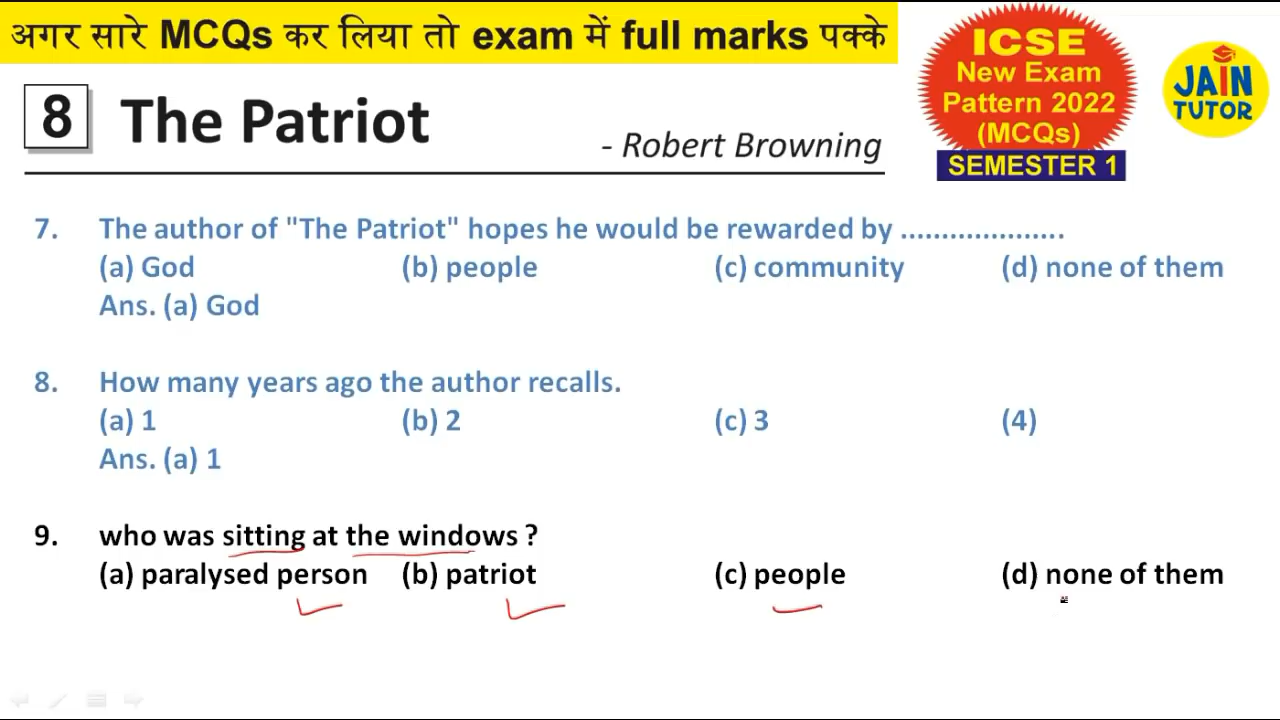 अगर सारे MCQs कर लिया तो exam में full marks पक्के
ICSE
New Exam
Pattern 2022
(MCQs)
SEMESTER 1
JAIN
TUTOR
8 The Patriot
- Robert Browning
7. The author of "The Patriot" hopes he would be rewarded by ....................
(a) God (b) people (c) community (d) none of them
Ans. (a) God
8. How many years ago the author recalls.
(a) 1 (b) 2 (c) 3 (4)
Ans. (a) 1
9. who was sitting at the windows ?
(a) paralysed person (b) patriot (c) people (d) none of them